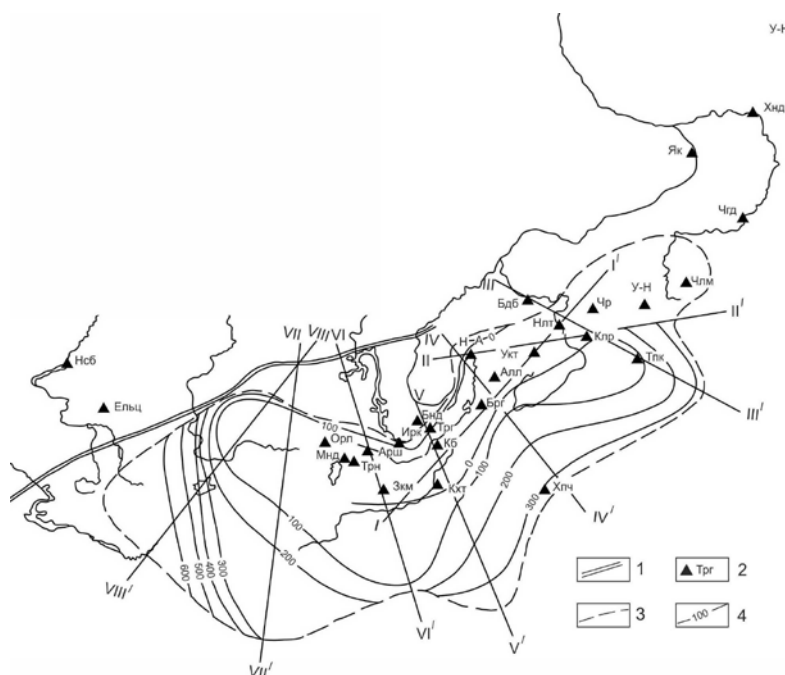 У-Н
Хнд
Як
Чгд
I'
III
Члм
У-Н
Бдб
Чр
II'
VII
VIII
VI
IV
Н-А
0
Нлт
Нсб
II
Укт
Клр
Тпк
Алл
Ельц
V
Бнд
Брг
III'
100
Ирк
Трг
Орл
Арш
Кб
0
Мнд
Трн
100
200
Зкм
Кхт
300
Хпч
I
IV'
100
200
600
500
400
300
1
Трг
2
VIII'
3
100
4
VI'
V'
VII'